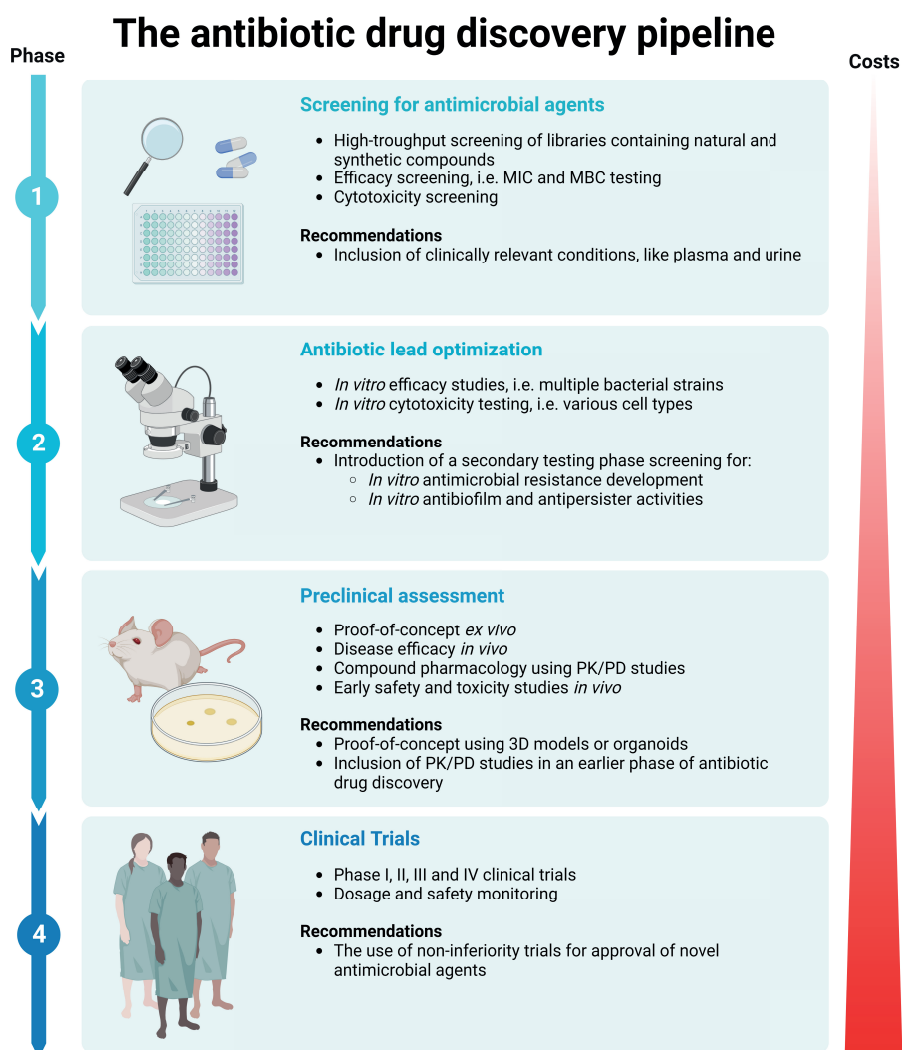 The antibiotic drug discovery pipeline
Phase
Costs
1
Screening for antimicrobial agents
• High-troughput screening of libraries containing natural and
synthetic compounds
• Efficacy screening, i.e. MIC and MBC testing
• Cytotoxicity screening
Recommendations
• Inclusion of clinically relevant conditions, like plasma and urine
2
Antibiotic lead optimization
• In vitro efficacy studies, i.e. multiple bacterial strains
• In vitro cytotoxicity testing, i.e. various cell types
Recommendations
• Introduction of a secondary testing phase screening for:
○ In vitro antimicrobial resistance development
○ In vitro antibiofilm and antipersister activities
3
Preclinical assessment
• Proof-of-concept ex vivo
• Disease efficacy in vivo
• Compound pharmacology using PK/PD studies
• Early safety and toxicity studies in vivo
Recommendations
• Proof-of-concept using 3D models or organoids
• Inclusion of PK/PD studies in an earlier phase of antibiotic
drug discovery
4
Clinical Trials
• Phase I, II, III and IV clinical trials
• Dosage and safety monitoring
Recommendations
• The use of non-inferiority trials for approval of novel
antimicrobial agents